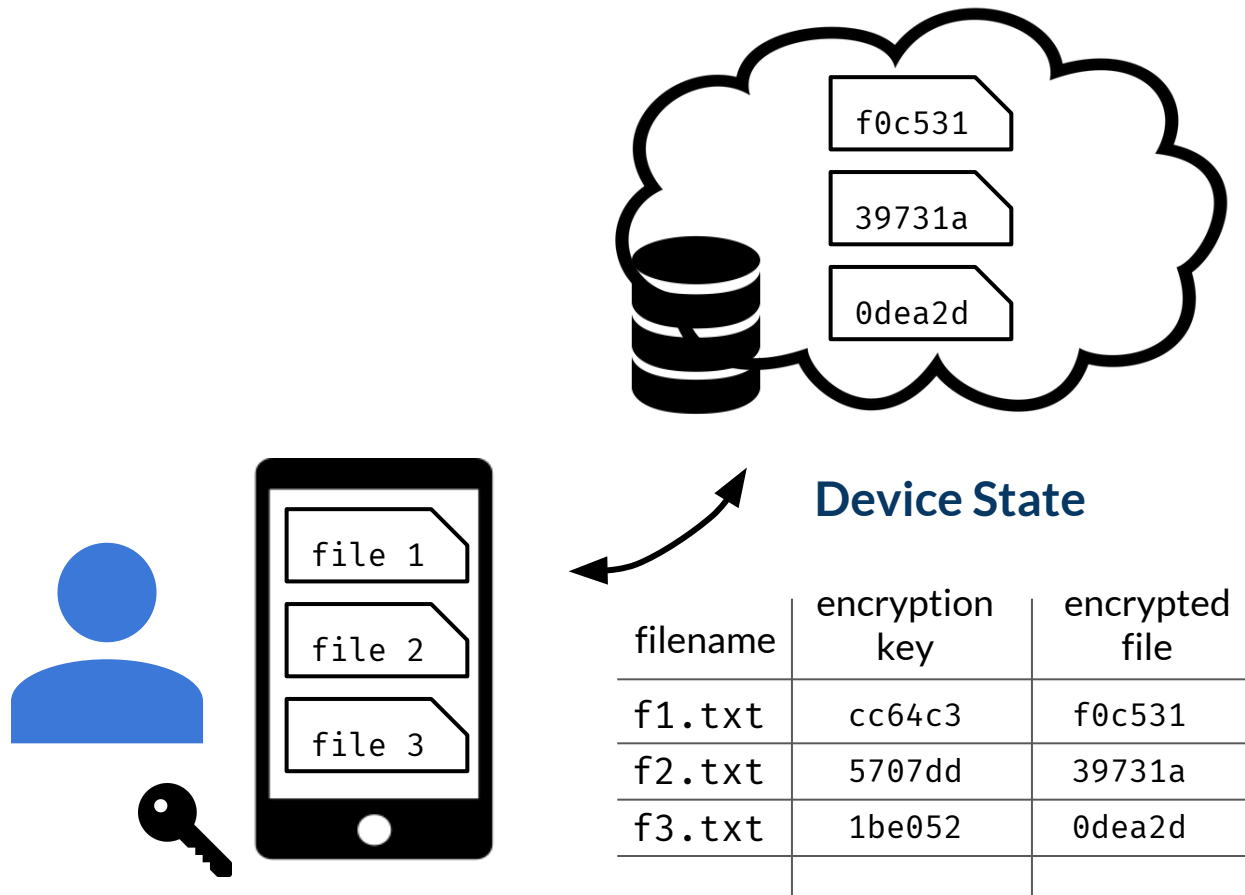 f0c531
39731a
0dea2d
file 1
file 2
file 3
Device State
filename encryption key encrypted file
f1.txt cc64c3 f0c531
f2.txt 5707dd 39731a
f3.txt 1be052 0dea2d